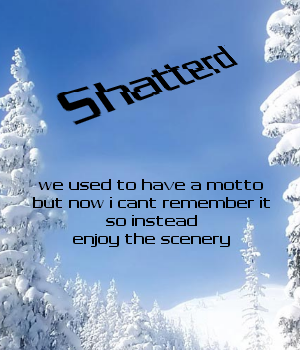 Shatterd
we used to have a motto
but now i cant remember it
so instead
enjoy the scenery